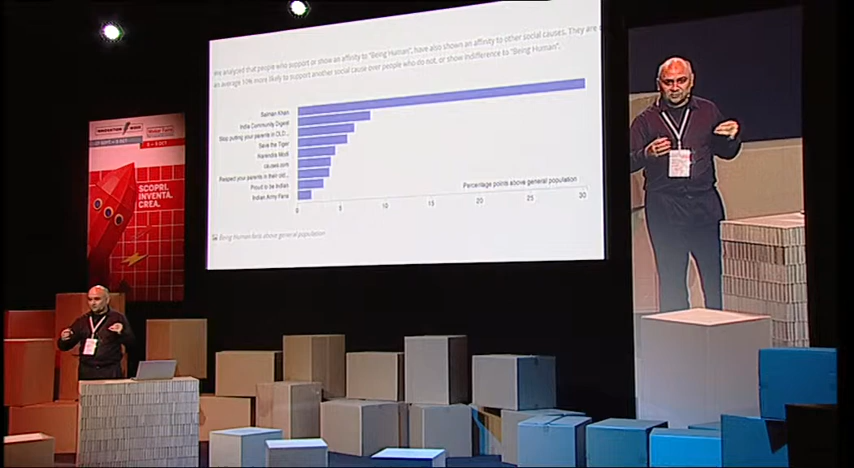 We analyzed that people who support or show an affinity to "Being Human", have also shown an affinity to other social causes. They are
an average 10% more likely to support another social cause over people who do not, or show indifference to "Being Human".
Salman Khan
India Community Digest
Stop putting your parents in OLD...
Save the Tiger
Narendra Modi
Respect your parents in their old...
Proud to be Indian
Indian Army Fans
Percentage points above general population
0 5 10 15 20 25 30
Being Human fans above general population
INNOVATION WEEK
SCOPRI.
INVENTA.
CREA.